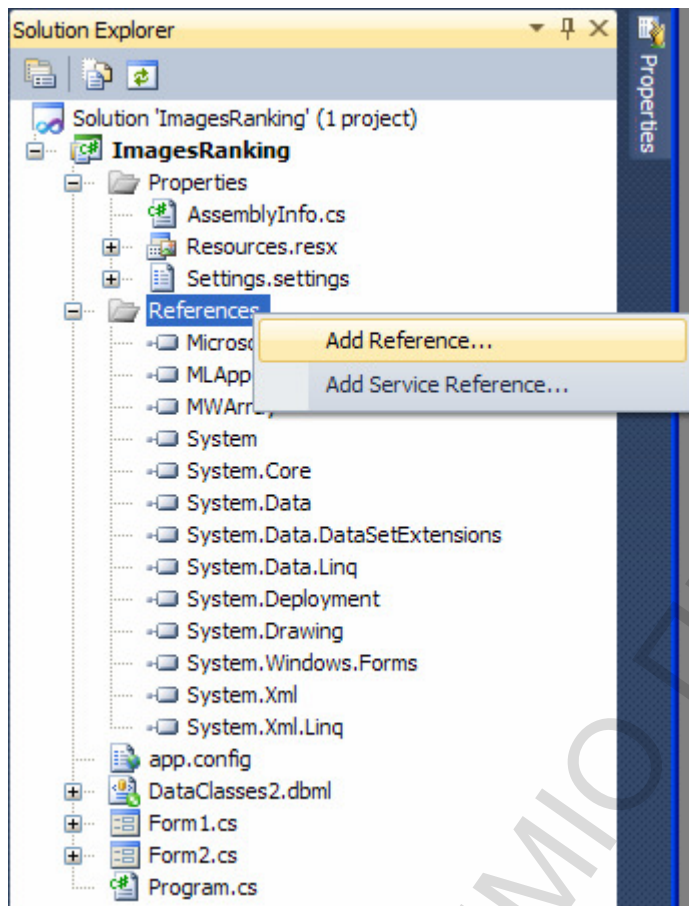 Solution Explorer
Properties
Solution 'ImagesRanking' (1 project)
ImagesRanking
Properties
AssemblyInfo.cs
Resources.resx
Settings.settings
References
Add Reference...
Add Service Reference...
MLApp
System
System.Core
System.Data
System.Data.DataSetExtensions
System.Data.Linq
System.Deployment
System.Drawing
System.Windows.Forms
System.Xml
System.Xml.Linq
app.config
DataClasses2.dbml
Form1.cs
Form2.cs
Program.cs